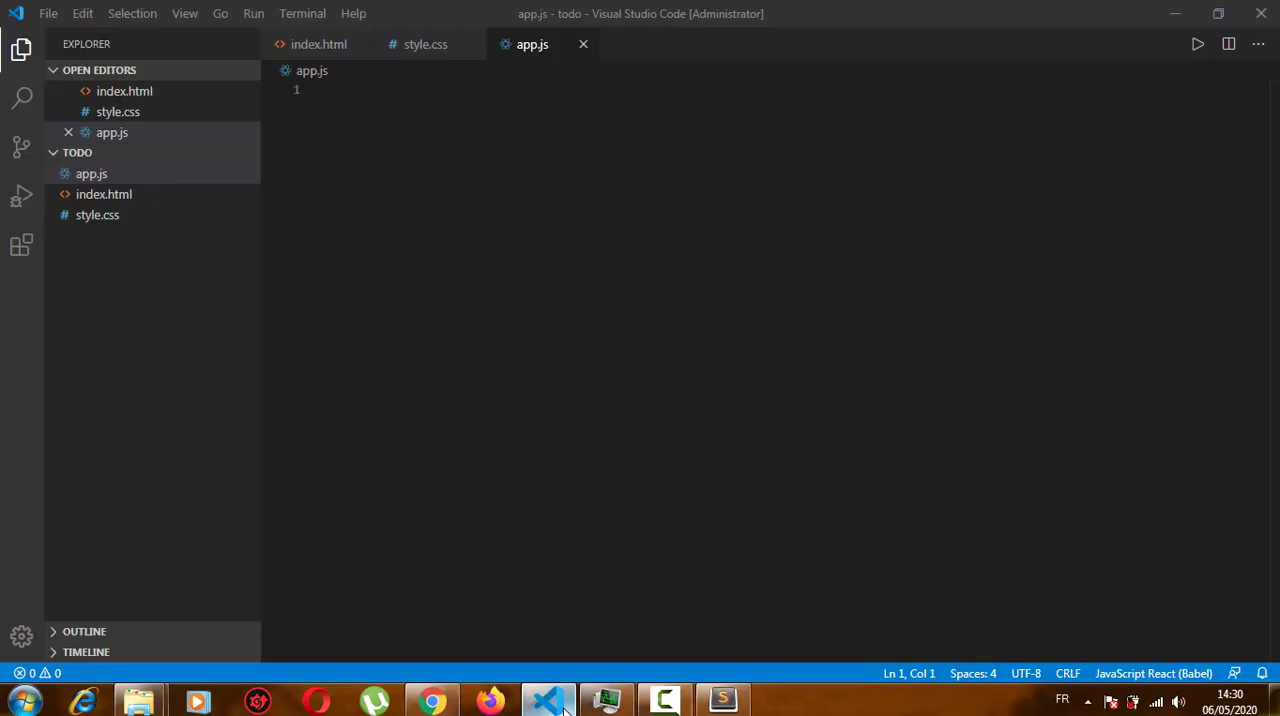 File Edit Selection View Go Run Terminal Help app.js - todo - Visual Studio Code [Administrator]
EXPLORER
index.html
style.css
app.js
OPEN EDITORS
index.html
style.css
app.js
TODO
app.js
index.html
style.css
app.js
1
OUTLINE
TIMELINE
0 0 Ln 1, Col 1 Spaces: 4 UTF-8 CRLF JavaScript React (Babel)
FR
14:30
06/05/2020